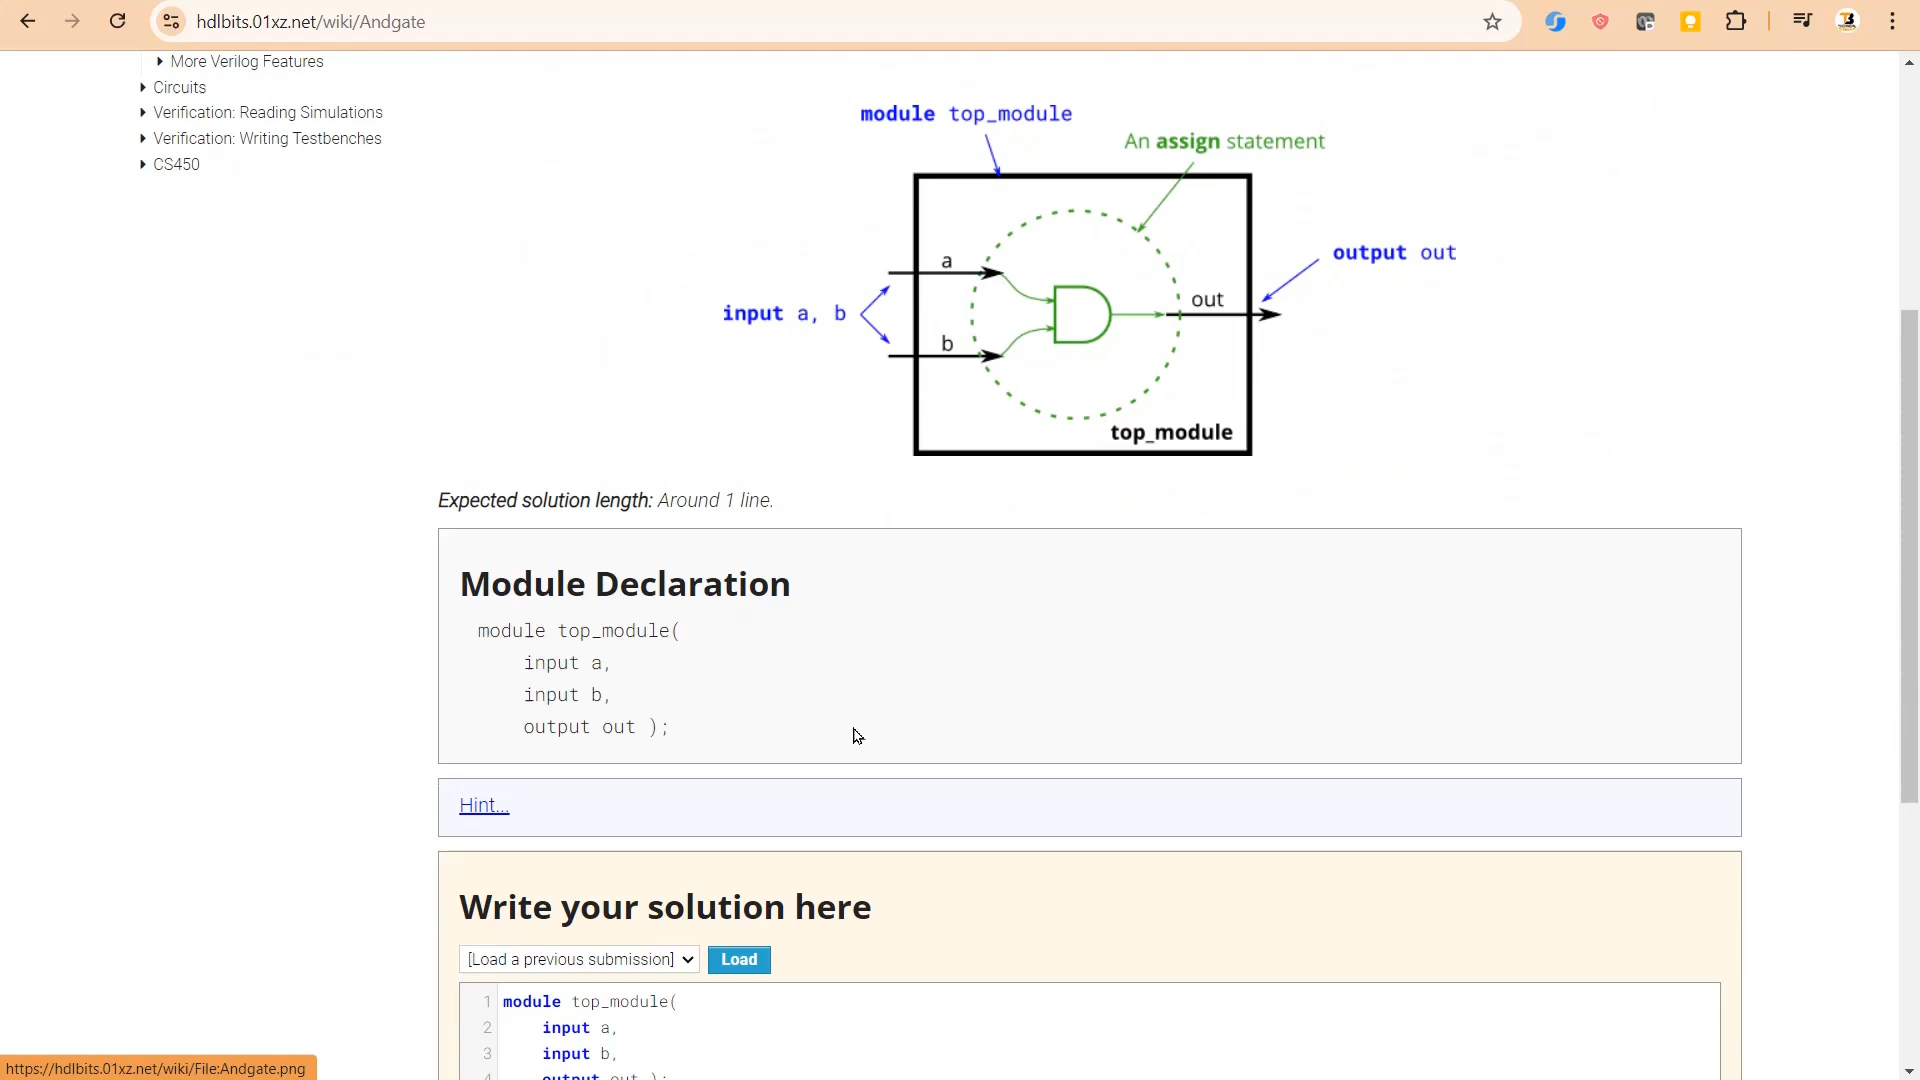 hdlbits.01xz.net/wiki/Andgate
More Verilog Features
Circuits
Verification: Reading Simulations
Verification: Writing Testbenches
CS450
module top_module
An assign statement
output out
a
out
input a, b
b
top_module
Expected solution length: Around 1 line.
Module Declaration
module top_module(
input a,
input b,
output out );
Hint...
Write your solution here
[Load a previous submission]
Load
1 module top_module(
2 input a,
3 input b,
4 output out );
https://hdlbits.01xz.net/wiki/File:Andgate.png